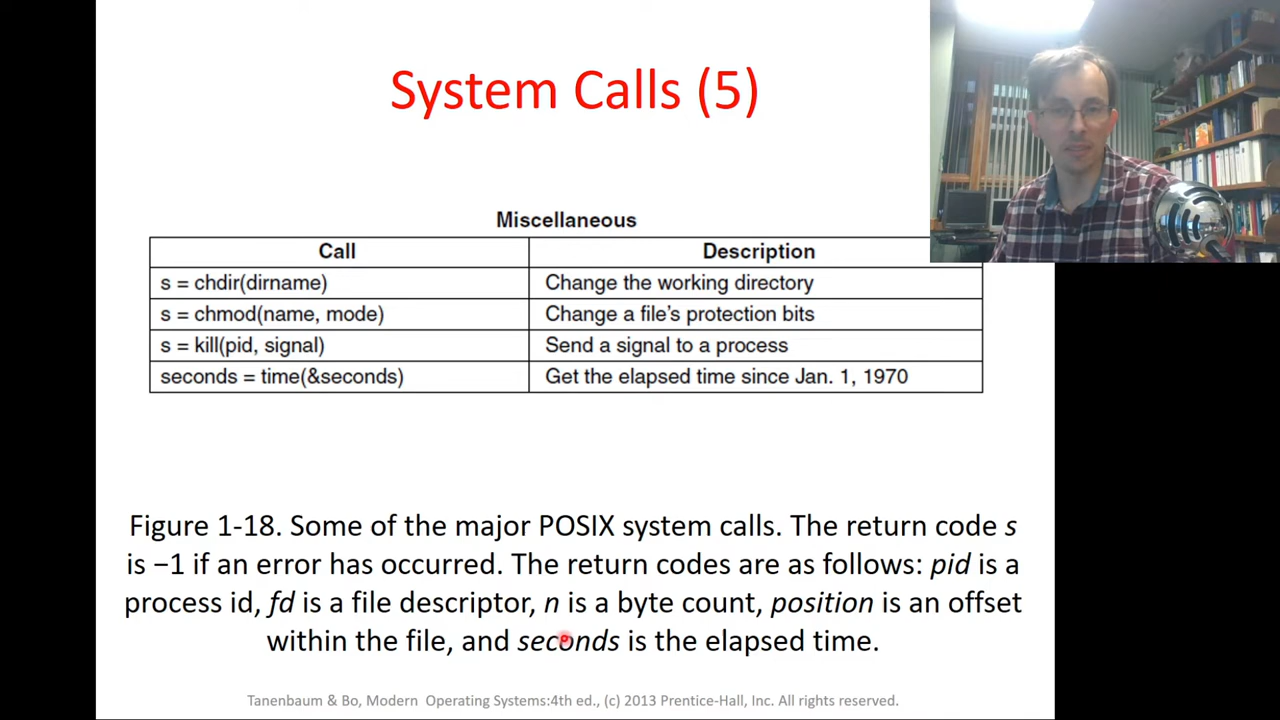 System Calls (5)
Miscellaneous
Call Description
s = chdir(dirname) Change the working directory
s = chmod(name, mode) Change a file’s protection bits
s = kill(pid, signal) Send a signal to a process
seconds = time(&seconds) Get the elapsed time since Jan. 1, 1970
Figure 1-18. Some of the major POSIX system calls. The return code s
is −1 if an error has occurred. The return codes are as follows: pid is a
process id, fd is a file descriptor, n is a byte count, position is an offset
within the file, and seconds is the elapsed time.
Tanenbaum & Bo, Modern Operating Systems:4th ed., (c) 2013 Prentice-Hall, Inc. All rights reserved.